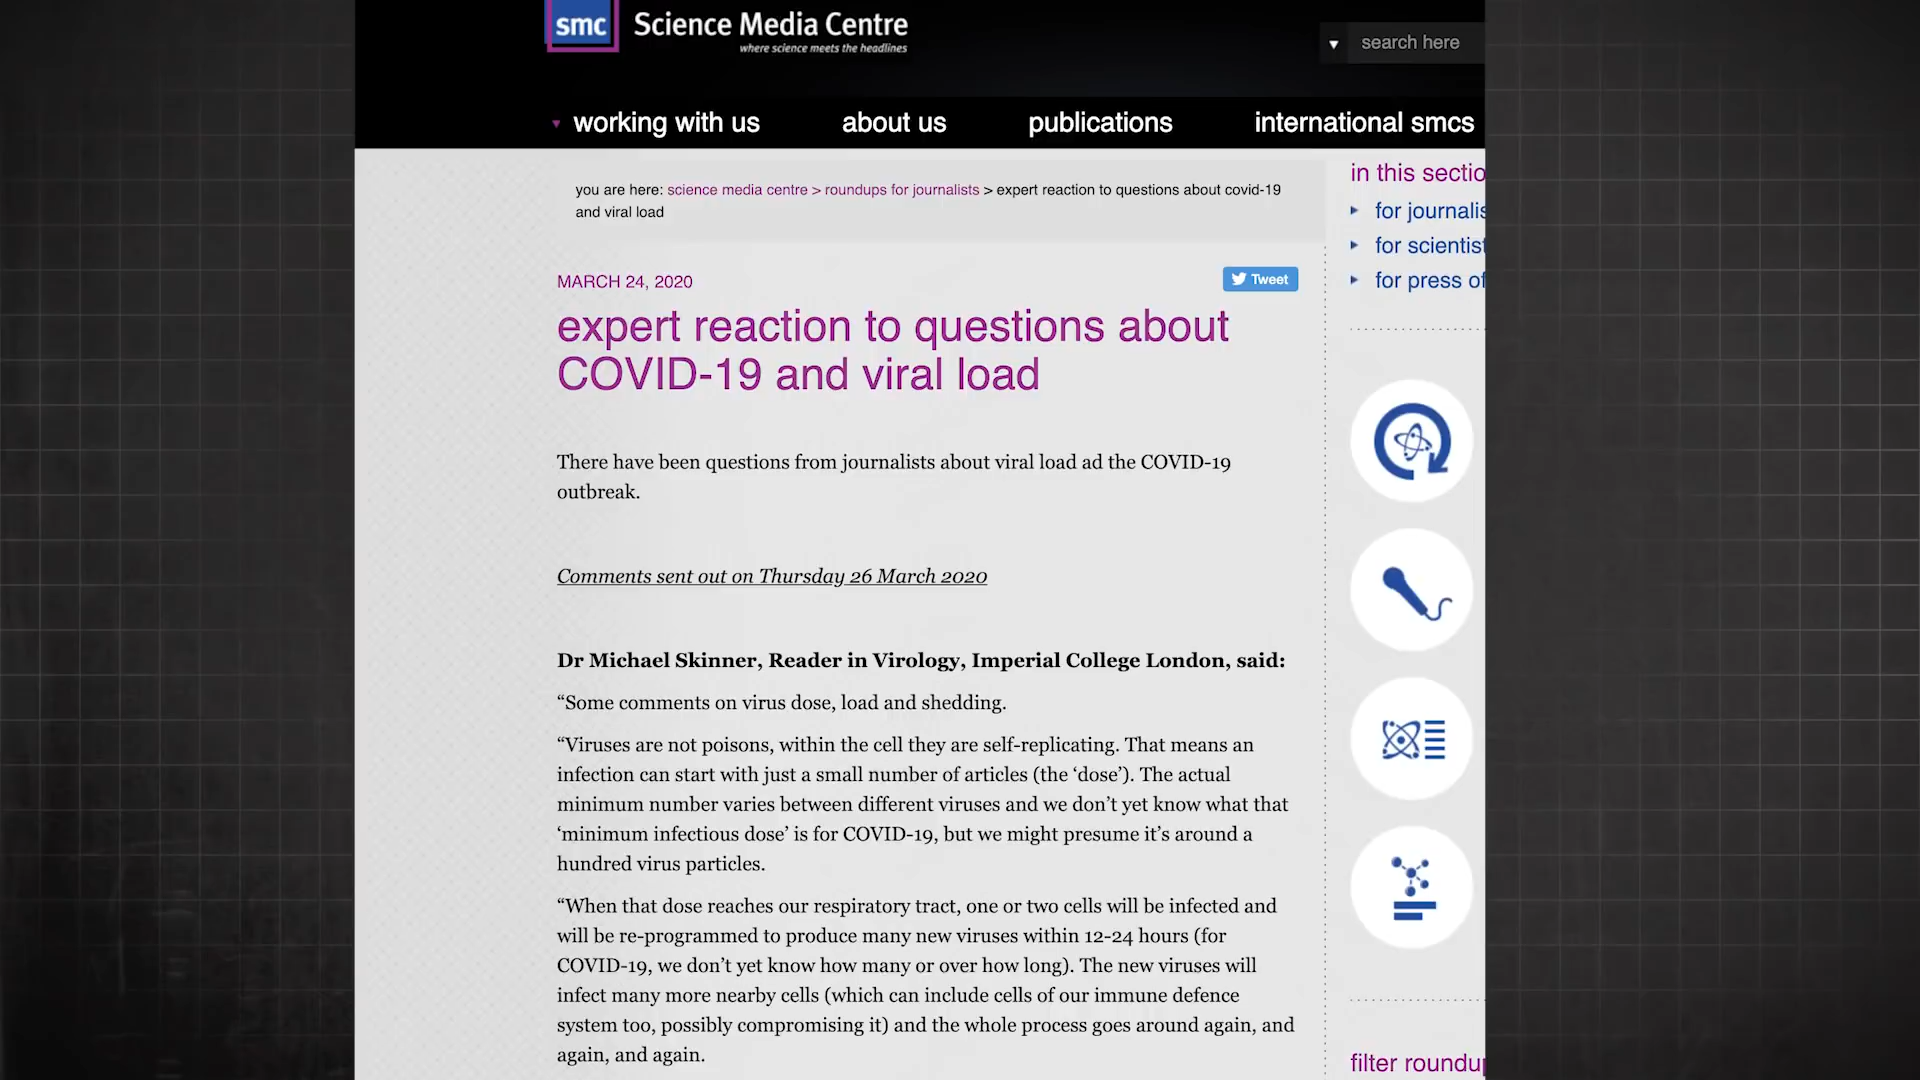 smc Science Media Centre
where science meets the headlines
search here
working with us about us publications international smcs
you are here: science media centre > roundups for journalists > expert reaction to questions about covid-19
and viral load
MARCH 24, 2020
Tweet
expert reaction to questions about
COVID-19 and viral load
There have been questions from journalists about viral load ad the COVID-19
outbreak.
Comments sent out on Thursday 26 March 2020
Dr Michael Skinner, Reader in Virology, Imperial College London, said:
“Some comments on virus dose, load and shedding.
“Viruses are not poisons, within the cell they are self-replicating. That means an
infection can start with just a small number of articles (the ‘dose’). The actual
minimum number varies between different viruses and we don’t yet know what that
‘minimum infectious dose’ is for COVID-19, but we might presume it’s around a
hundred virus particles.
“When that dose reaches our respiratory tract, one or two cells will be infected and
will be re-programmed to produce many new viruses within 12-24 hours (for
COVID-19, we don’t yet know how many or over how long). The new viruses will
infect many more nearby cells (which can include cells of our immune defence
system too, possibly compromising it) and the whole process goes around again, and
again, and again.
in this sectio
for journalis
for scientist
for press of
filter roundu